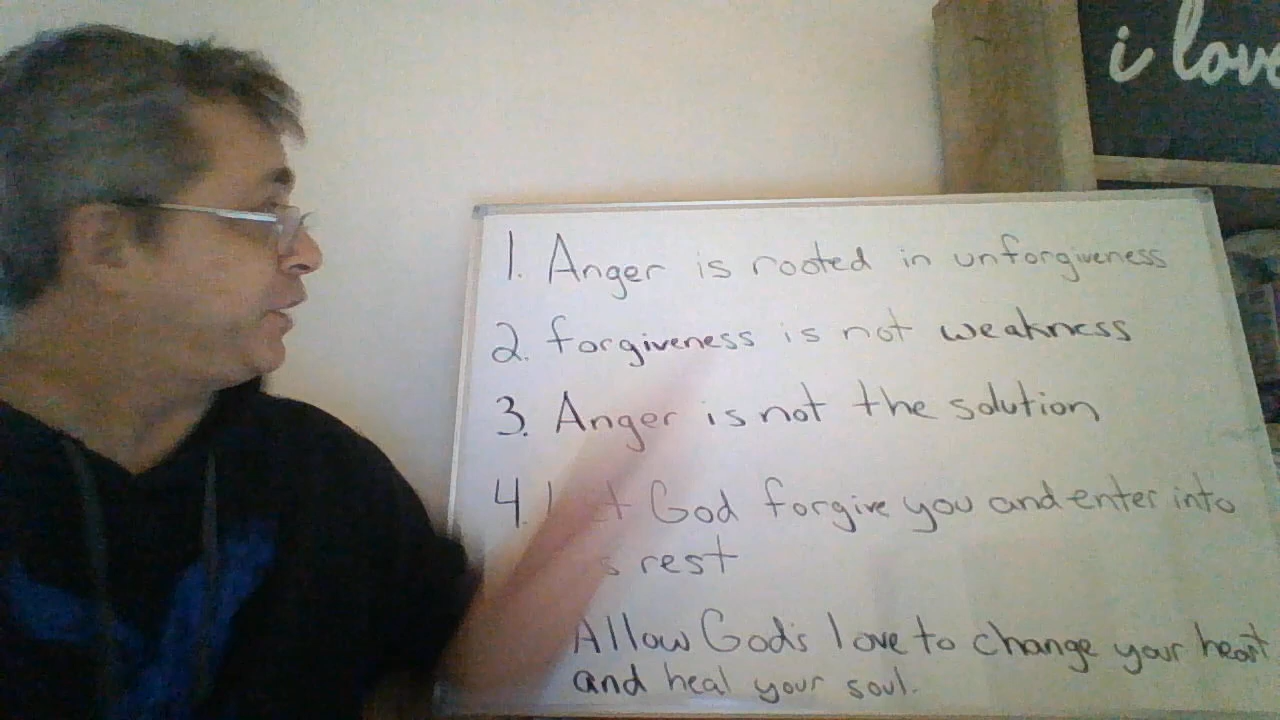 i love
1. Anger is rooted in unforgiveness
2. forgiveness is not weakness
3. Anger is not the solution
4. God forgive you and enter into
rest
Allow God's love to change your heart
and heal your soul.